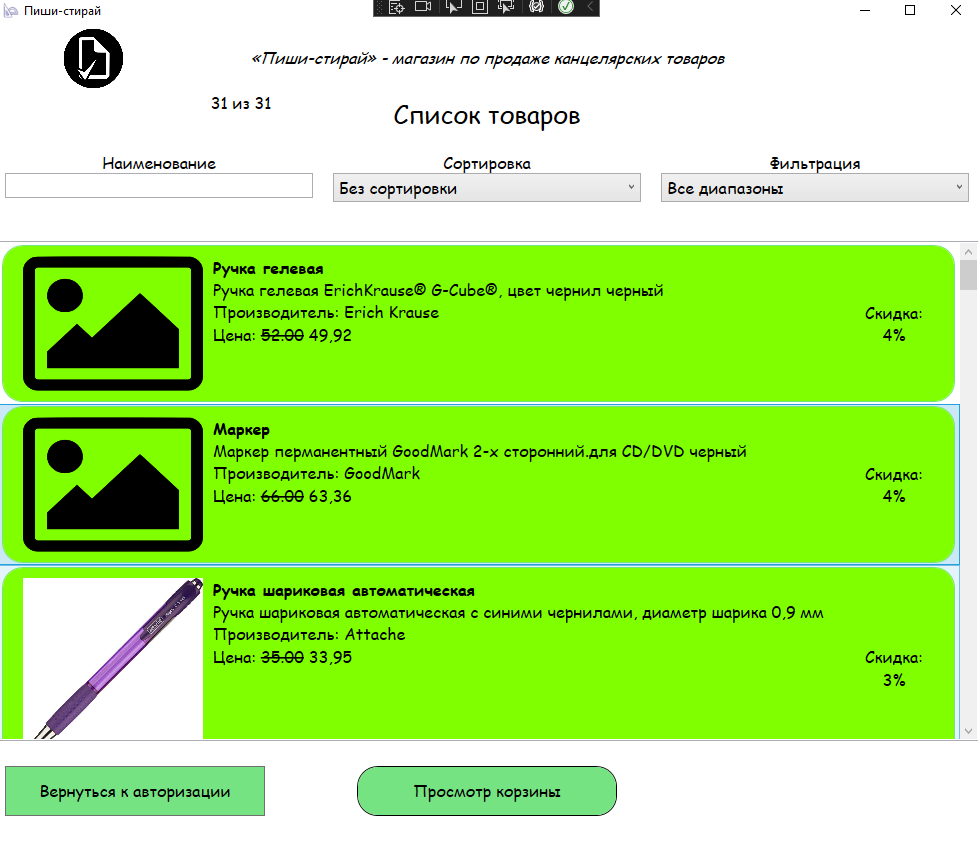 Пиши-стирай
«Пиши-стирай» - магазин по продаже канцелярских товаров
31 из 31
Список товаров
Наименование
Сортировка
Фильтрация
Без сортировки
Все диапазоны
Ручка гелевая
Ручка гелевая ErichKrause® G-Cube®, цвет чернил черный
Производитель: Erich Krause
Цена: 52.00 49,92
Скидка:
4%
Маркер
Маркер перманентный GoodMark 2-х сторонний.для CD/DVD черный
Производитель: GoodMark
Цена: 66.00 63,36
Скидка:
4%
Ручка шариковая автоматическая
Ручка шариковая автоматическая с синими чернилами, диаметр шарика 0,9 мм
Производитель: Attache
Цена: 35.00 33,95
Скидка:
3%
Вернуться к авторизации
Просмотр корзины